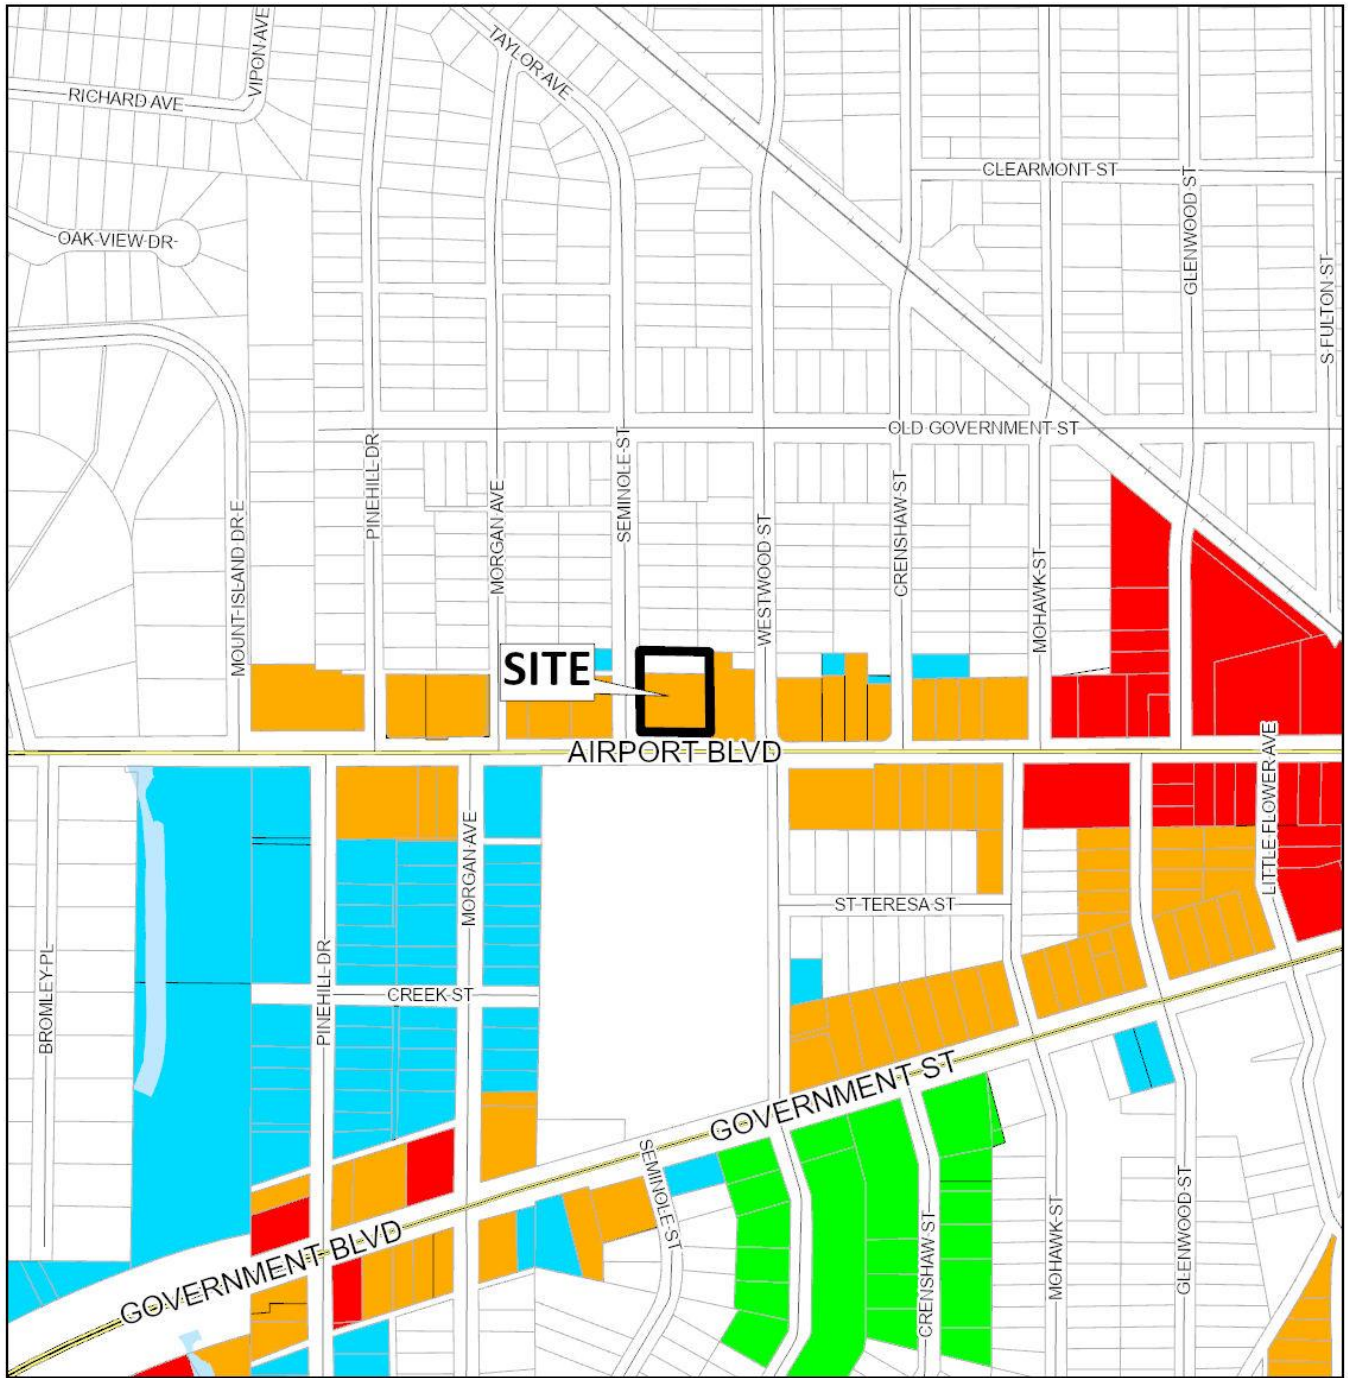 VIPON AVE
TAYLOR AVE
RICHARD AVE
CLEARMONT ST
GLENWOOD ST
OAK VIEW DR
S FULTON ST
OLD GOVERNMENT ST
PINEHILL DR
SEMINOLE ST
MORGAN AVE
CRENSHAW ST
WESTWOOD ST
MOUNT ISLAND DR E
MOHAWK ST
SITE
AIRPORT BLVD
LITTLE FLOWER AVE
MORGAN AVE
ST TERESA ST
BROMLEY PL
PINEHILL DR
CREEK ST
GOVERNMENT ST
SEMINOLE ST
GOVERNMENT BLVD
CRENSHAW ST
MOHAWK ST
GLENWOOD ST